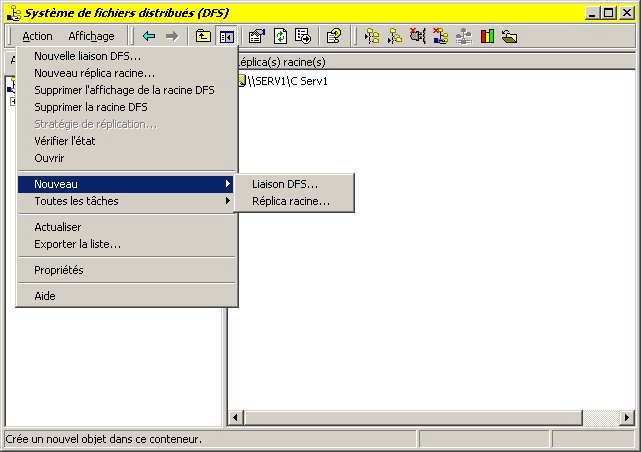 Système de fichiers distribués (DFS)
Action Affichage
Nouvelle liaison DFS...
Nouveau réplica racine...
Supprimer l'affichage de la racine DFS
Supprimer la racine DFS
Stratégie de réplication...
Vérifier l'état
Ouvrir
Nouveau
Toutes les tâches
Actualiser
Exporter la liste...
Propriétés
Aide
Liaison DFS...
Réplica racine...
Réplica(s) racine(s)
\\SERV1\C Serv1
Crée un nouvel objet dans ce conteneur.